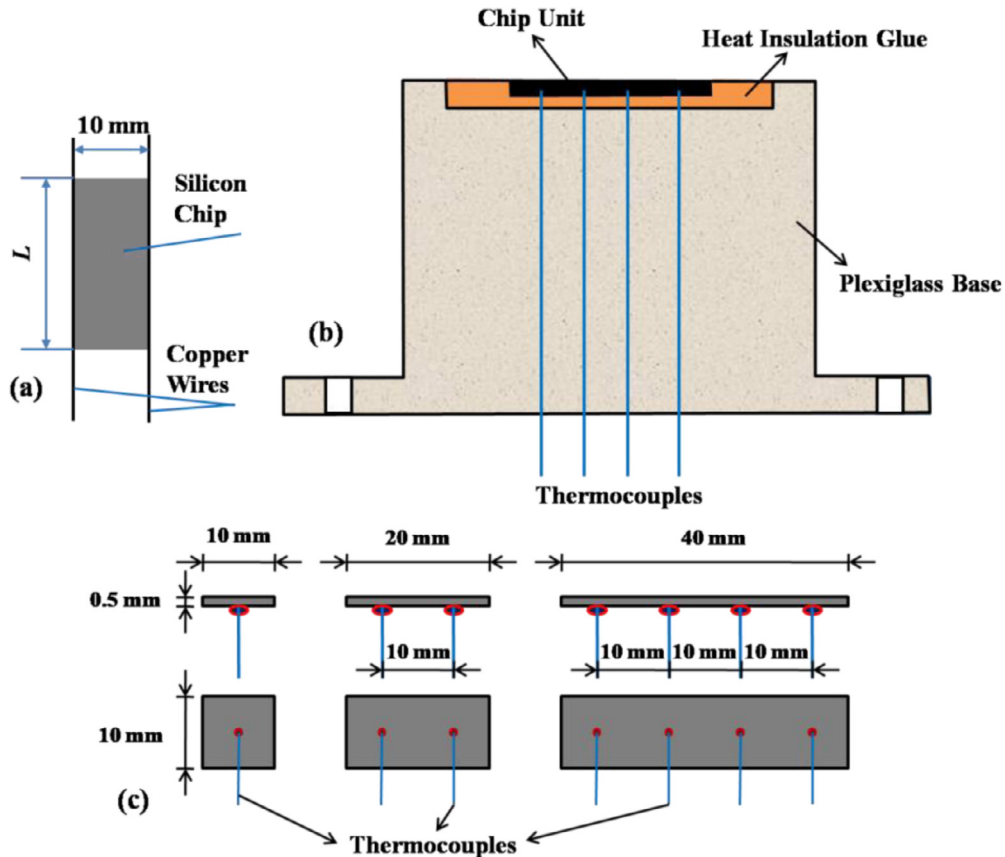 Chip Unit
Heat Insulation Glue
10 mm
Silicon
Chip
L
Plexiglass Base
(b)
Copper
Wires
(a)
Thermocouples
10 mm
20 mm
40 mm
0.5 mm
10 mm
10 mm
10 mm
10 mm
10 mm
(c)
Thermocouples